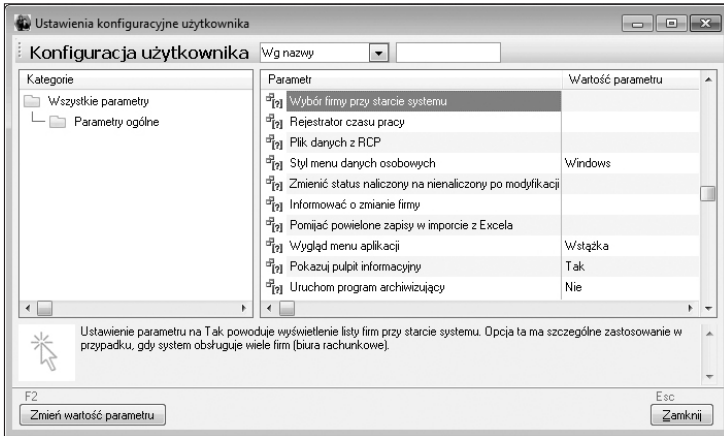 Ustawienia konfiguracyjne użytkownika
Konfiguracja użytkownika Wg nazwy
Kategorie
Wszystkie parametry
Parametry ogólne
Parametr Wartość parametru
Wybór firmy przy starcie systemu
Rejestrator czasu pracy
Plik danych z RCP
Styl menu danych osobowych Windows
Zmienić status naliczony na nienaliczony po modyfikacji
Informować o zmianie firmy
Pomijać powielone zapisy w imporcie z Excela
Wygląd menu aplikacji Wstążka
Pokazuj pulpit informacyjny Tak
Uruchom program archiwizujący Nie
Ustawienie parametru na Tak powoduje wyświetlenie listy firm przy starcie systemu. Opcja ta ma szczególne zastosowanie w
przypadku, gdy system obsługuje wiele firm (biura rachunkowe).
F2 Esc
Zmień wartość parametru Zamknij